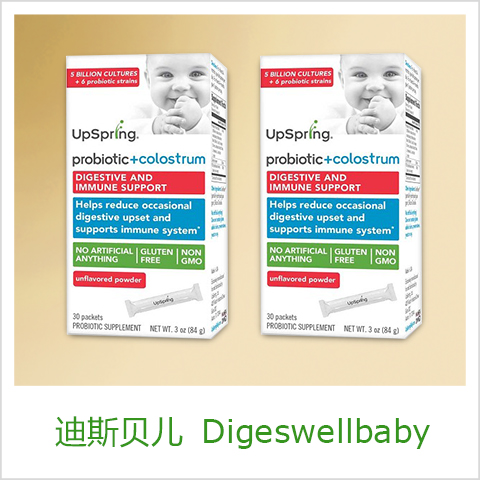 5 BILLION CULTURES
+ 6 probiotic strains
UpSpring®
probiotic+colostrum
DIGESTIVE AND
IMMUNE SUPPORT
Helps reduce occasional
digestive upset and
supports immune system*
NO ARTIFICIAL ANYTHING
GLUTEN FREE
NON GMO
unflavored powder
UpSpring
30 packets
PROBIOTIC SUPPLEMENT NET WT. 3 oz (84 g)
5 BILLION CULTURES
+ 6 probiotic strains
UpSpring®
probiotic+colostrum
DIGESTIVE AND
IMMUNE SUPPORT
Helps reduce occasional
digestive upset and
supports immune system*
NO ARTIFICIAL ANYTHING
GLUTEN FREE
NON GMO
unflavored powder
UpSpring
30 packets
PROBIOTIC SUPPLEMENT NET WT. 3 oz (84 g)
迪斯贝儿 Digeswellbaby